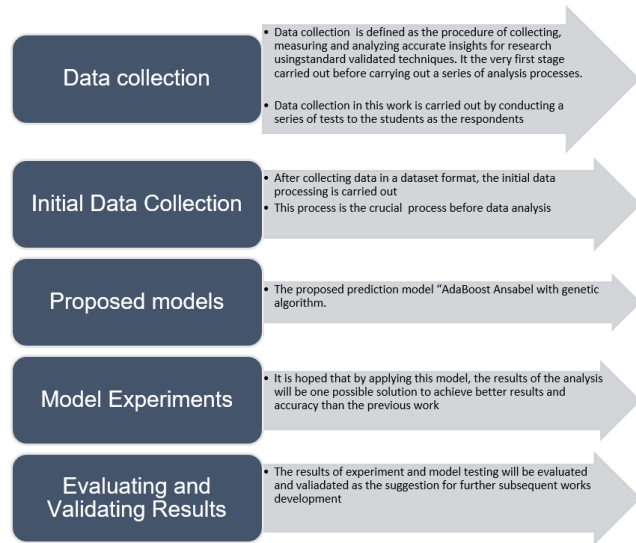 Data collection
• Data collection  is defined as the procedure of collecting,
measuring and analyzing accurate insights for research
usingstandard validated techniques. It the very first stage
carried out before carrying out a series of analysis processes.
• Data collection in this work is carried out by conducting a
series of tests to the students as the respondents
Initial Data Collection
• After collecting data in a dataset format, the initial data
processing is carried out
• This process is the crucial  process before data analysis
Proposed models
• The proposed prediction model “AdaBoost Ansabel with genetic
algorithm.
Model Experiments
• It is hoped that by applying this model, the results of the analysis
will be one possible solution to achieve better results and
accuracy than the previous work
Evaluating and
Validating Results
• The results of experiment and model testing will be evaluated
and valiadated as the suggestion for further subsequent works
development